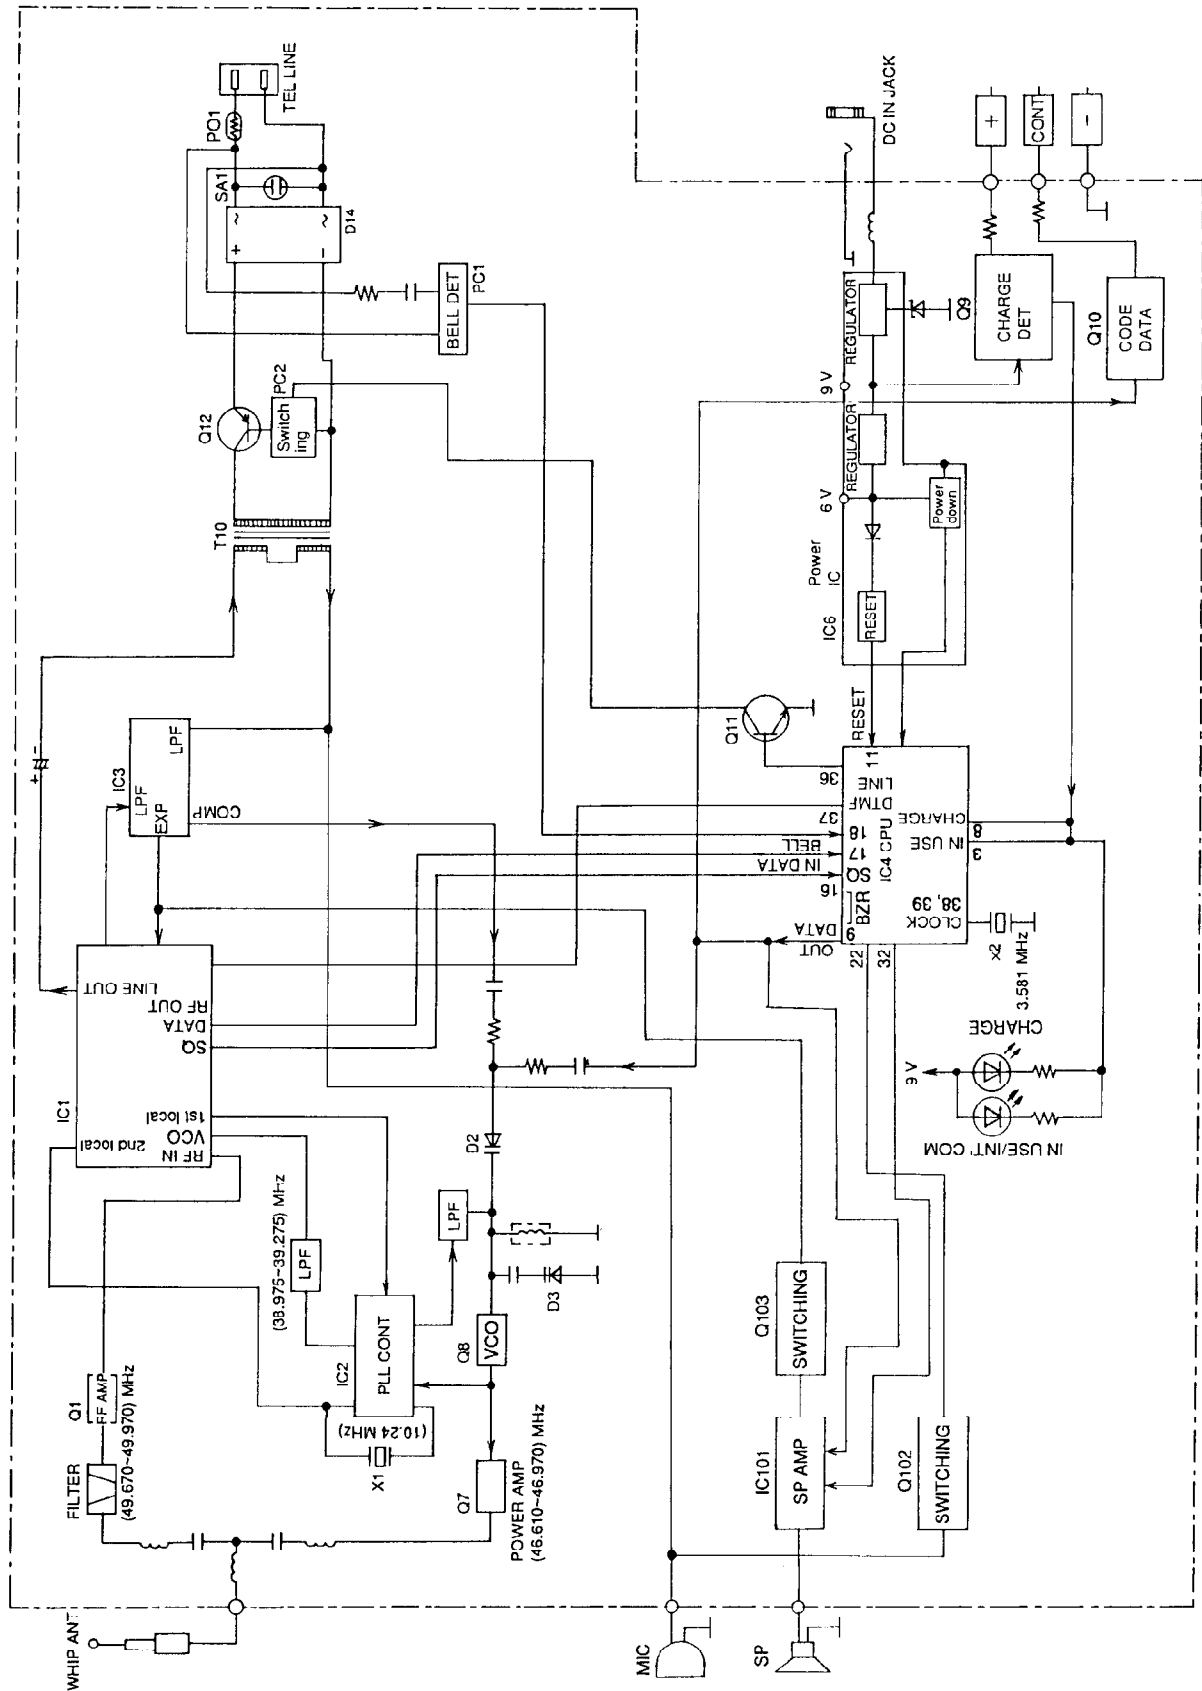 WHIP ANT
FILTER
Q1
RF AMP
(49.670~49.970) MHz
IC1
2nd local
VCO
RF IN
1st local
SQ
DATA
RF OUT
LINE OUT
(38.975~39.275) MHz
LPF
IC2
PLL CONT
X1
(10.24 MHz)
LPF
Q8
VCO
D2
D3
Q7
POWER AMP
(46.610~46.970) MHz
IC3
LPF
EXP
LPF
COMP
+
-
T10
Q12
Switch
ing
PC2
BELL DET
PC1
SA1
PO1
+
~
-
~
D14
TEL LINE
MIC
SP
IC101
SP AMP
Q103
SWITCHING
Q102
SWITCHING
IN USE/INT' COM
CHARGE
9 V
3.581 MHz
X2
OUT
DATA
9
BZR
16
SQ
17
IN DATA
18
BELL
37
DTMF
36
LINE
11
RESET
IC4 CPU
22
32
CLOCK
38, 39
IN USE
3
CHARGE
8
Q11
IC6
Power
IC
RESET
6 V
REGULATOR
9 V
REGULATOR
Power
down
Q9
DC IN JACK
CHARGE
DET
Q10
CODE
DATA
+
CONT
-